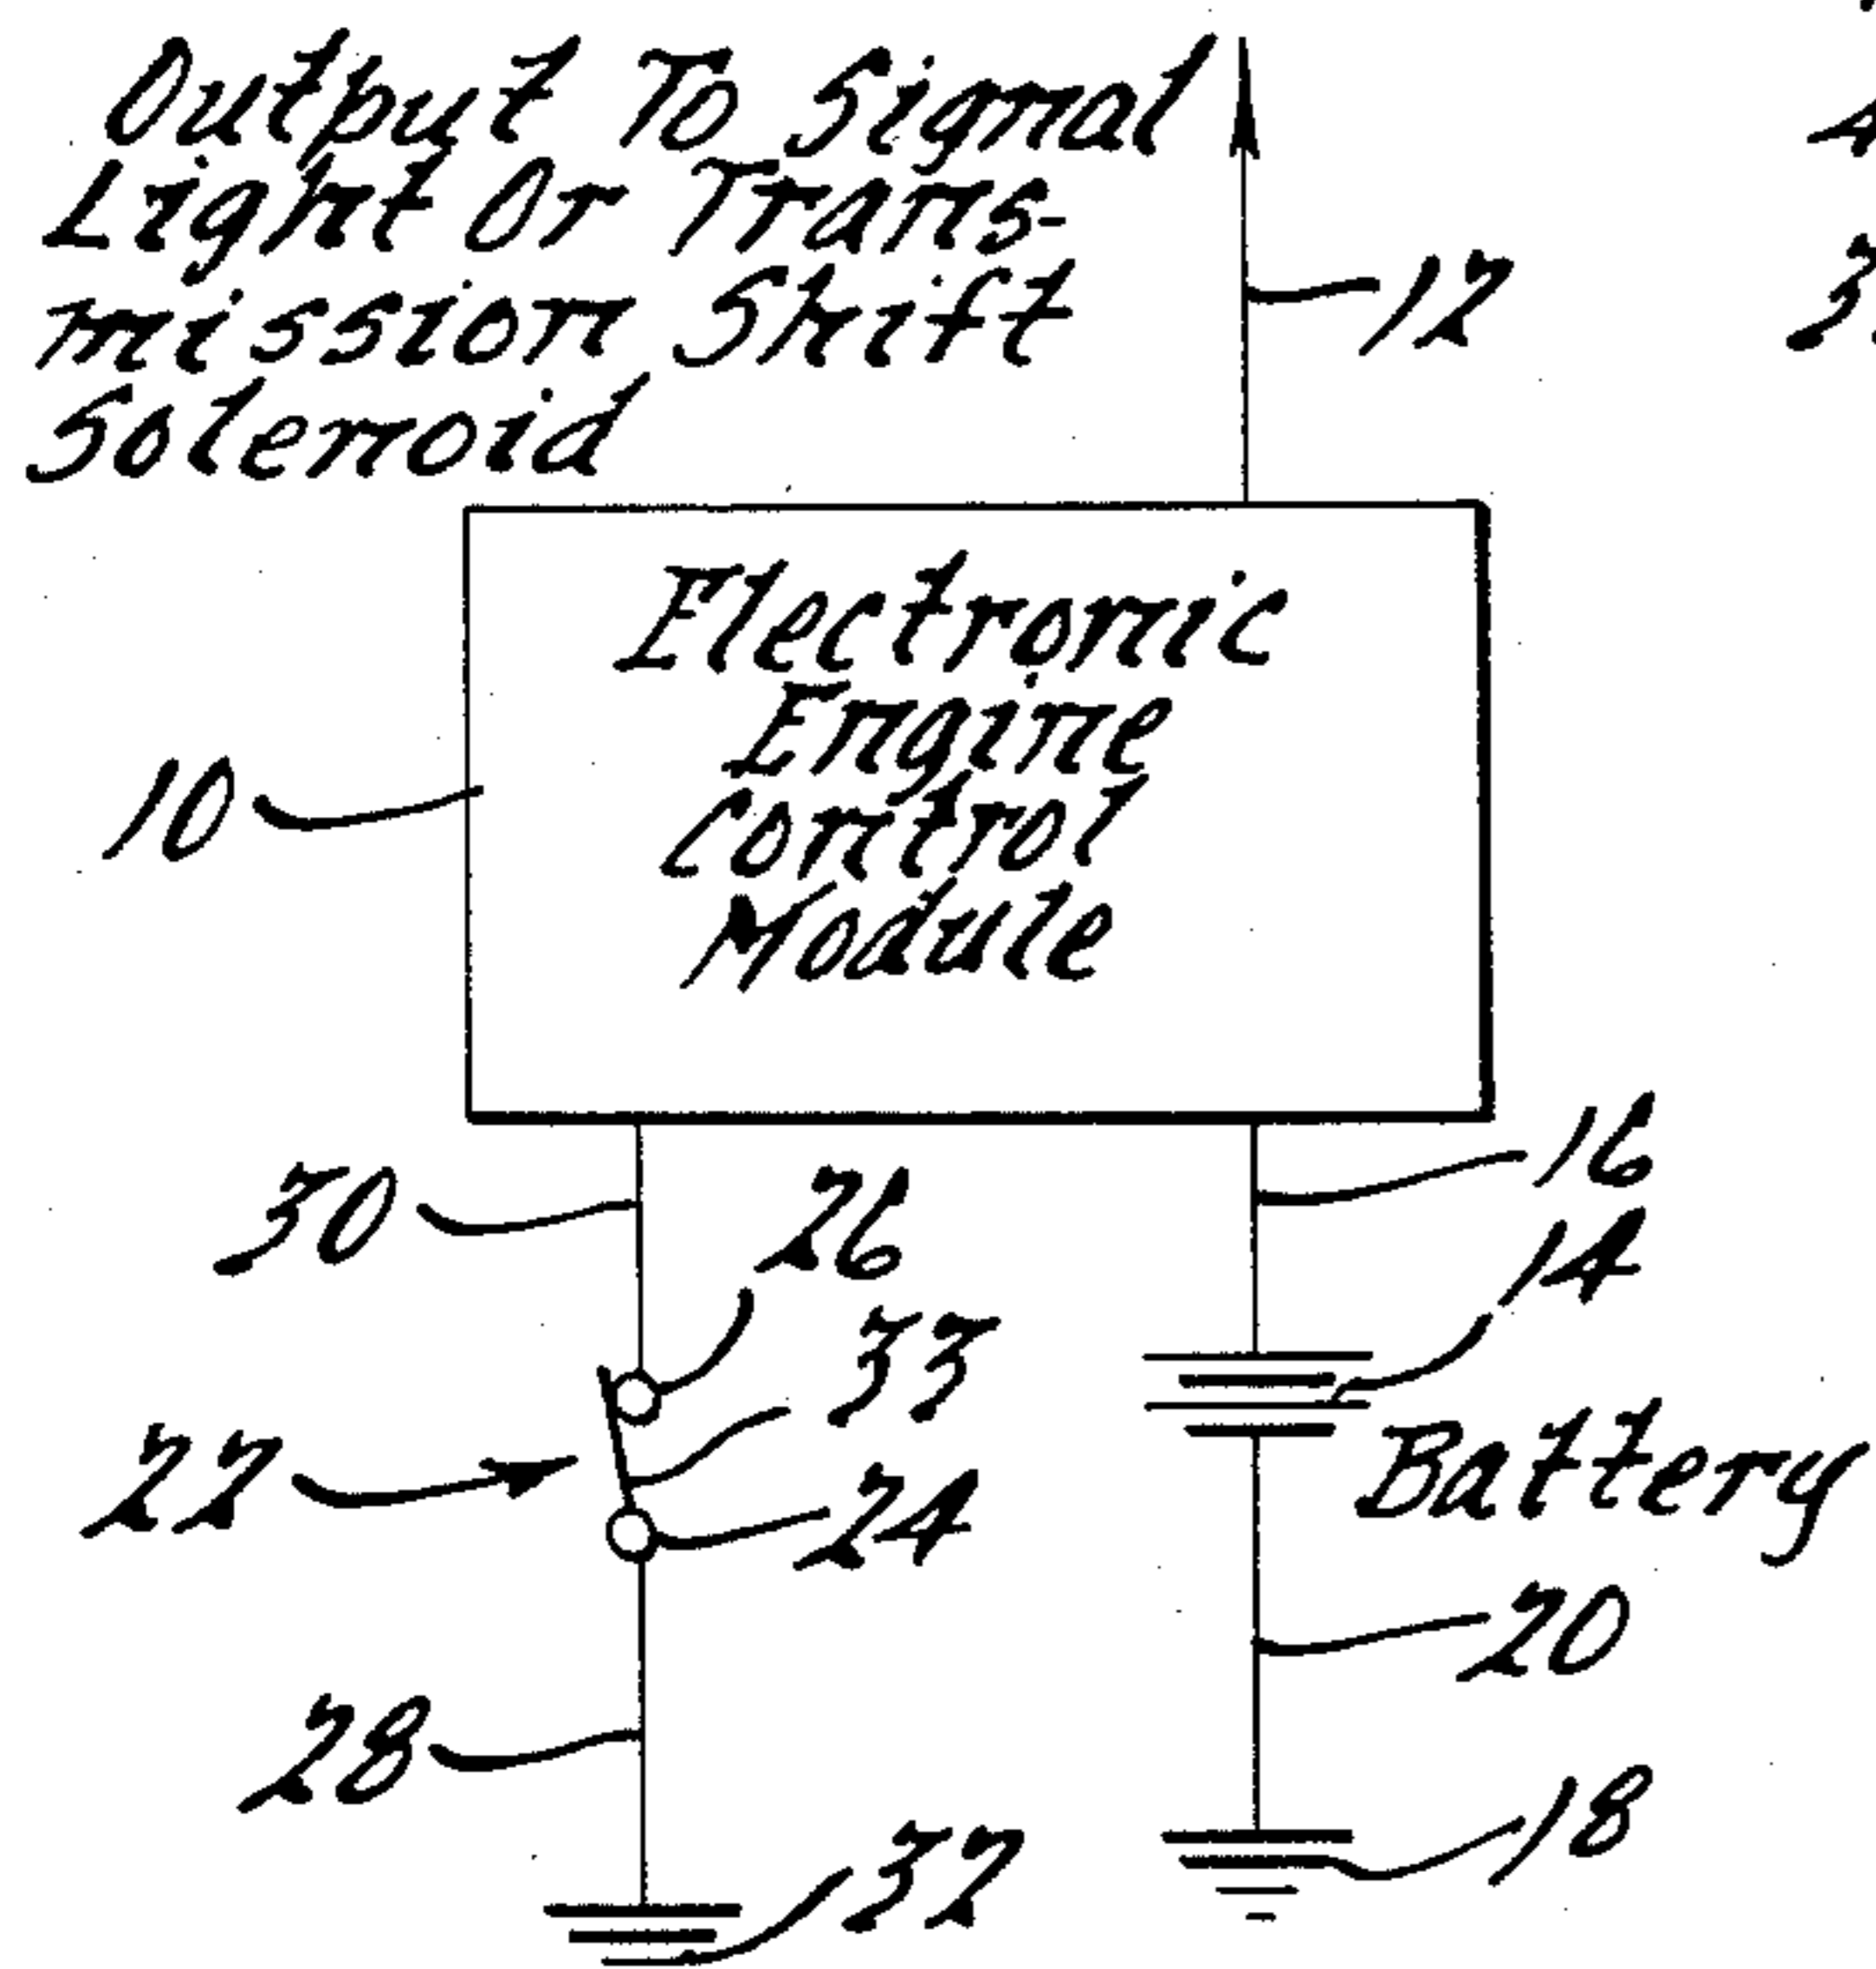 Output To Signal
Light Or Trans-
mission Shift
Solenoid
12
Electronic
Engine
Control
Module
10
30
26
16
14
33
22
24
Battery
20
28
18
32